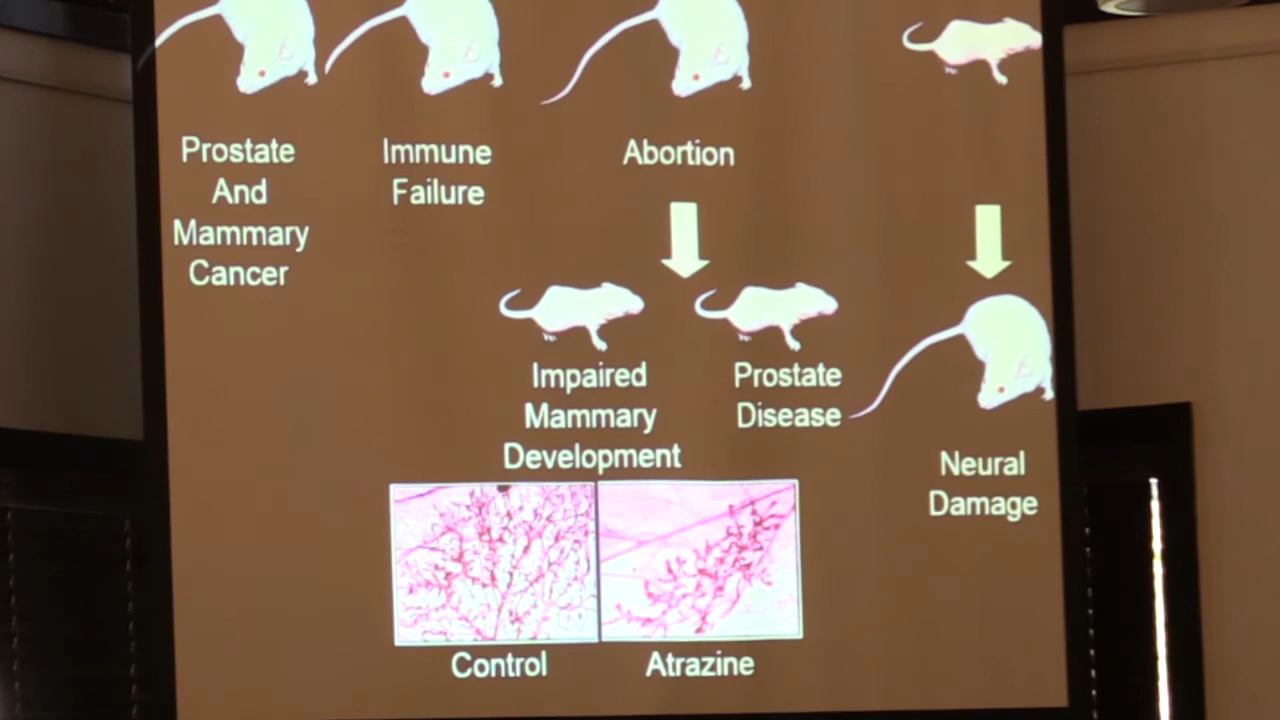 Prostate
And
Mammary
Cancer
Immune
Failure
Abortion
Impaired
Mammary
Development
Prostate
Disease
Neural
Damage
Control
Atrazine